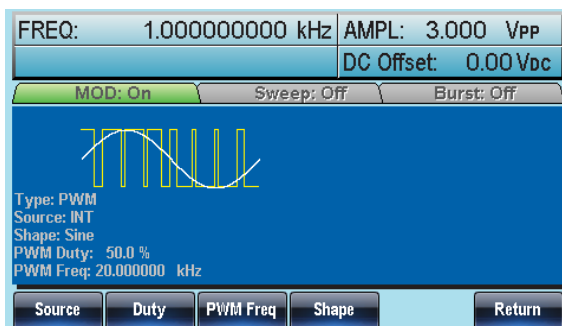 FREQ: 1.000000000 kHz AMPL: 3.000 VPP
DC Offset: 0.00 VDC
MOD: On Sweep: Off Burst: Off
Type: PWM
Source: INT
Shape: Sine
PWM Duty: 50.0 %
PWM Freq: 20.000000 kHz
Source Duty PWM Freq Shape Return